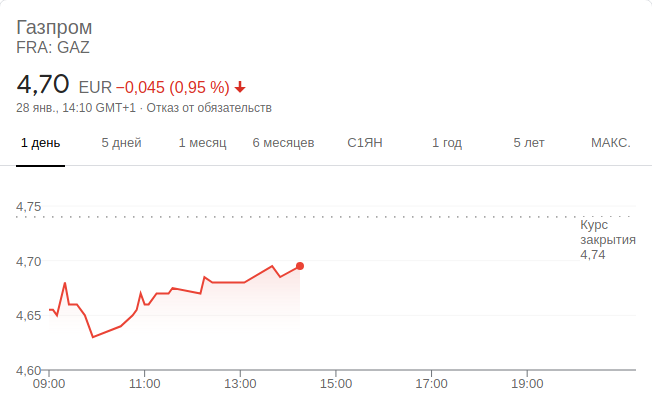 Газпром
FRA: GAZ
4,70 EUR −0,045 (0,95 %)
28 янв., 14:10 GMT+1 · Отказ от обязательств
1 день 5 дней 1 месяц 6 месяцев С1ЯН 1 год 5 лет МАКС.
4,75
Курс
закрытия
4,74
4,70
4,65
4,60
09:00 11:00 13:00 15:00 17:00 19:00